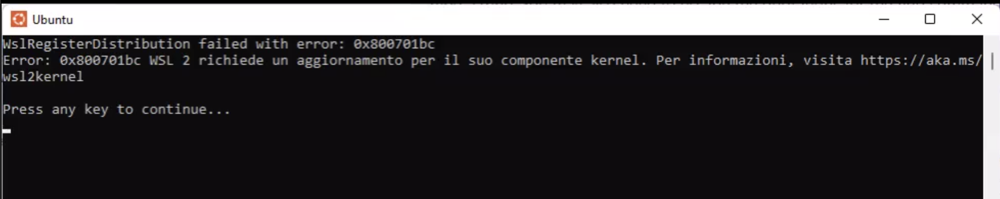 Ubuntu
WslRegisterDistribution failed with error: 0x800701bc
Error: 0x800701bc WSL 2 richiede un aggiornamento per il suo componente kernel. Per informazioni, visita https://aka.ms/
wsl2kernel
Press any key to continue...